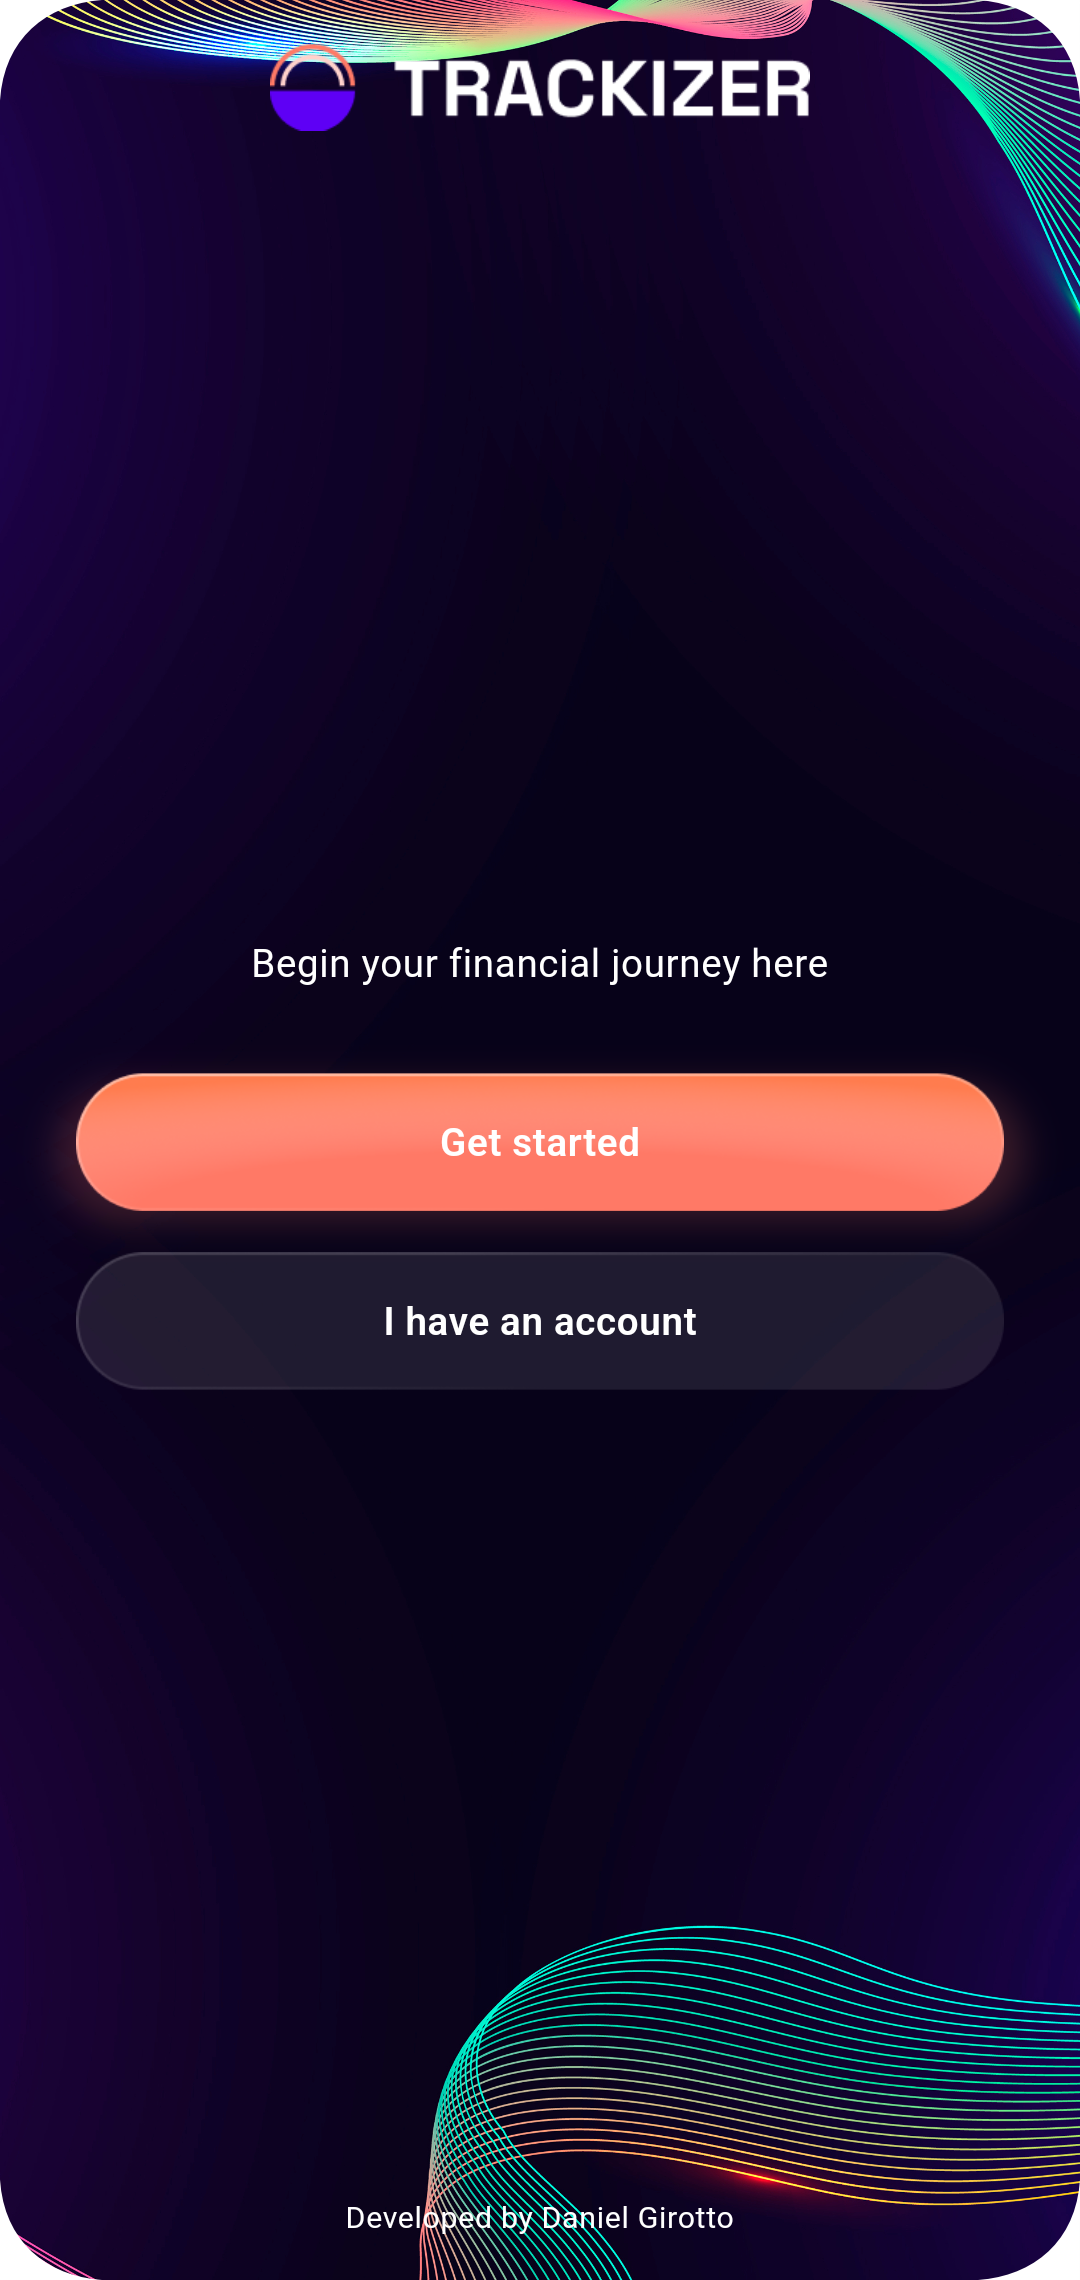 TRACKIZER
Begin your financial journey here
Get started
I have an account
Developed by Daniel Girotto